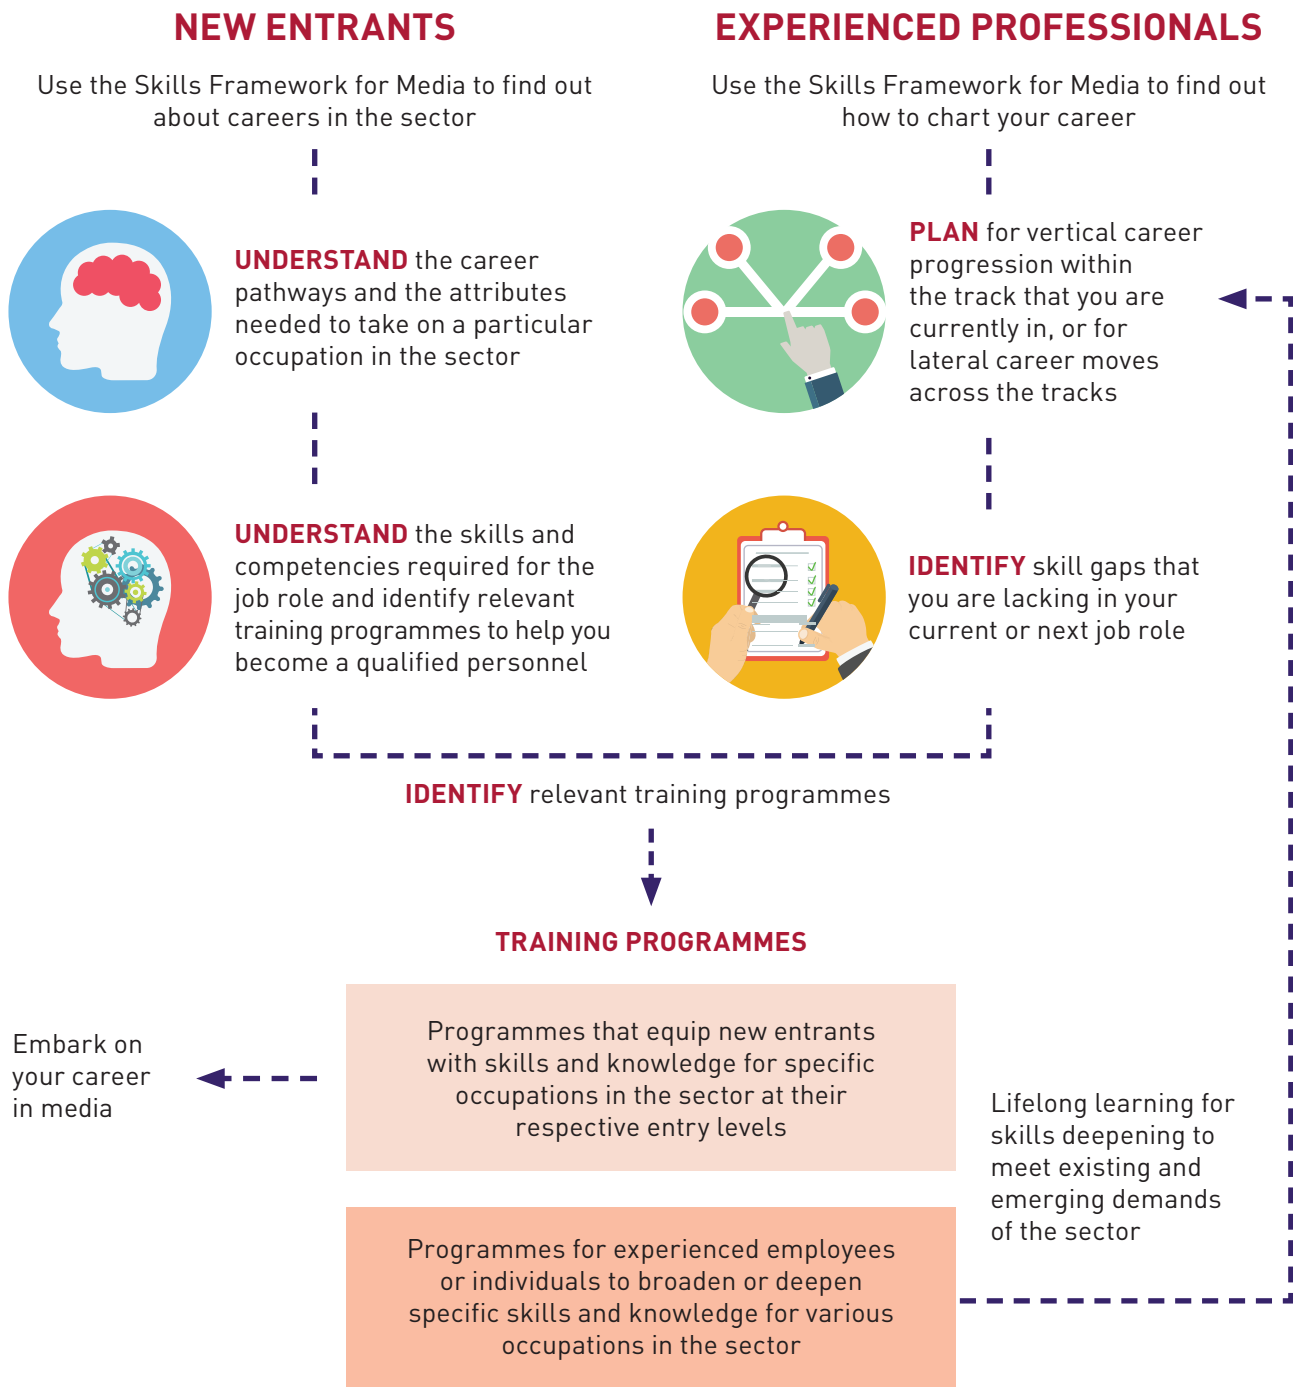 NEW ENTRANTS
Use the Skills Framework for Media to find out
about careers in the sector
UNDERSTAND the career
pathways and the attributes
needed to take on a particular
occupation in the sector
UNDERSTAND the skills and
competencies required for the
job role and identify relevant
training programmes to help you
become a qualified personnel
EXPERIENCED PROFESSIONALS
Use the Skills Framework for Media to find out
how to chart your career
PLAN for vertical career
progression within
the track that you are
currently in, or for
lateral career moves
across the tracks
IDENTIFY skill gaps that
you are lacking in your
current or next job role
IDENTIFY relevant training programmes
TRAINING PROGRAMMES
Programmes that equip new entrants
with skills and knowledge for specific
occupations in the sector at their
respective entry levels
Embark on
your career
in media
Programmes for experienced employees
or individuals to broaden or deepen
specific skills and knowledge for various
occupations in the sector
Lifelong learning for
skills deepening to
meet existing and
emerging demands
of the sector